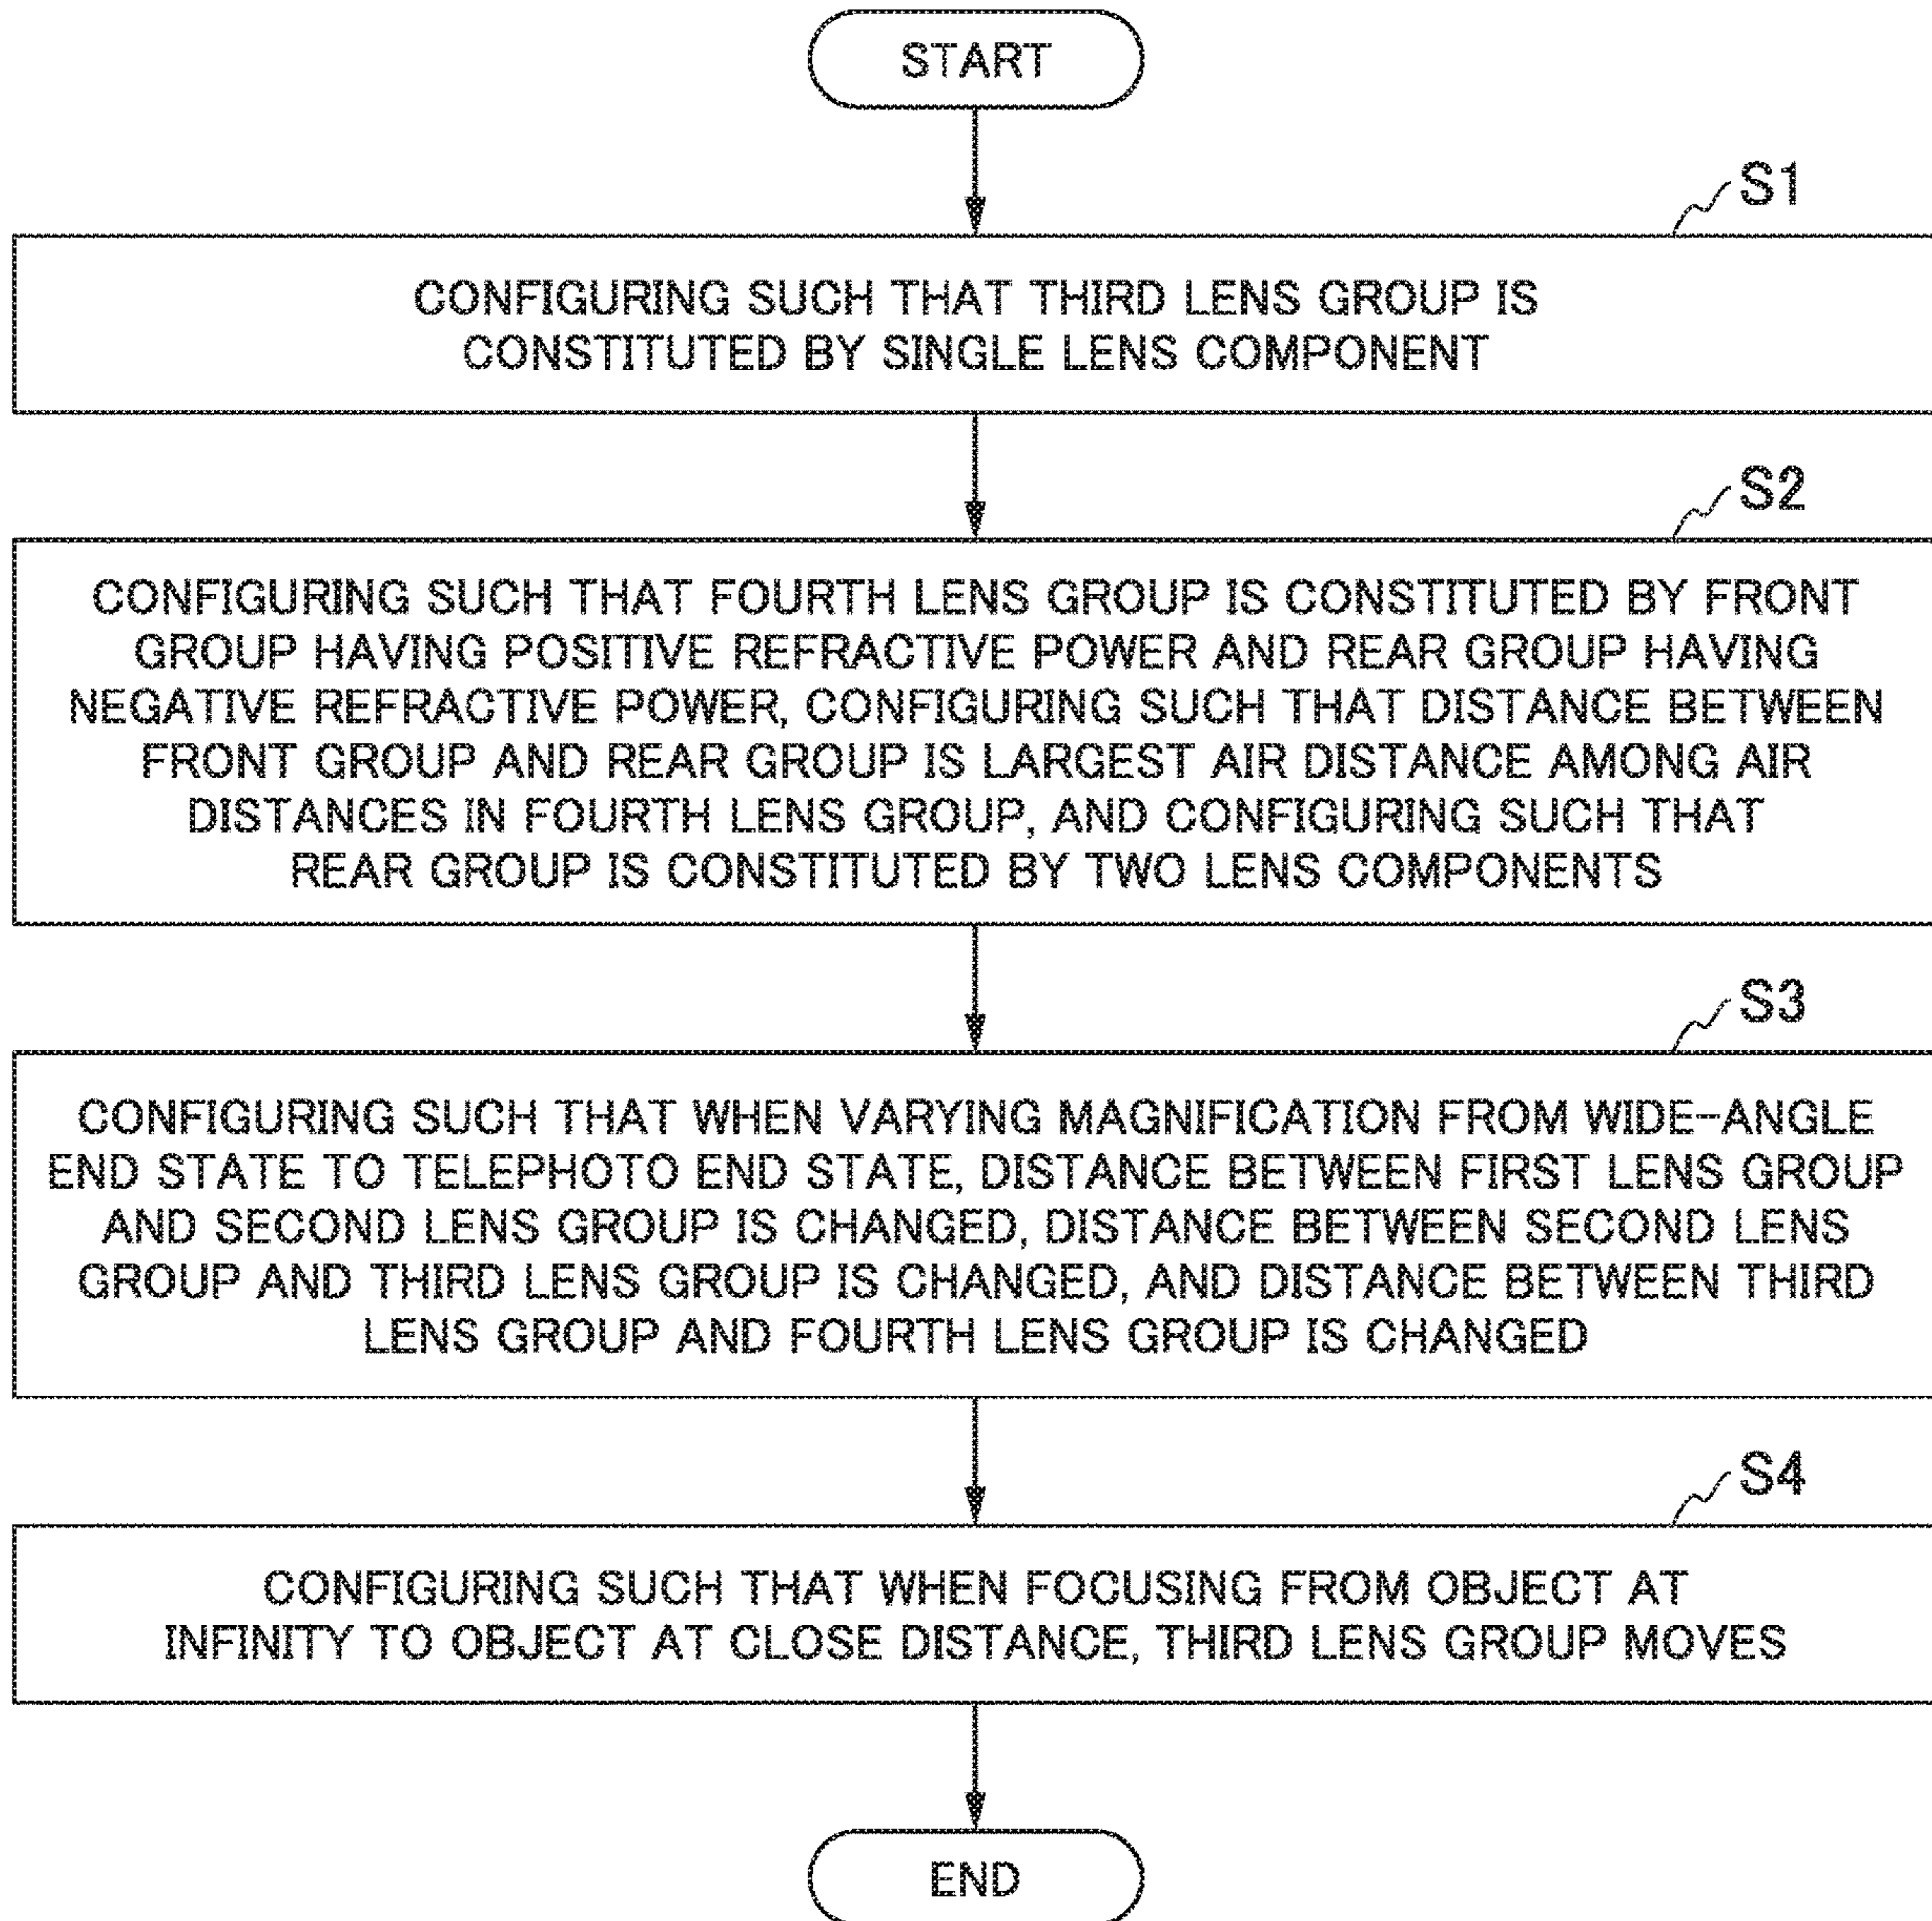 START
S1
CONFIGURING SUCH THAT THIRD LENS GROUP IS
CONSTITUTED BY SINGLE LENS COMPONENT
S2
CONFIGURING SUCH THAT FOURTH LENS GROUP IS CONSTITUTED BY FRONT
GROUP HAVING POSITIVE REFRACTIVE POWER AND REAR GROUP HAVING
NEGATIVE REFRACTIVE POWER, CONFIGURING SUCH THAT DISTANCE BETWEEN
FRONT GROUP AND REAR GROUP IS LARGEST AIR DISTANCE AMONG AIR
DISTANCES IN FOURTH LENS GROUP, AND CONFIGURING SUCH THAT
REAR GROUP IS CONSTITUTED BY TWO LENS COMPONENTS
S3
CONFIGURING SUCH THAT WHEN VARYING MAGNIFICATION FROM WIDE-ANGLE
END STATE TO TELEPHOTO END STATE, DISTANCE BETWEEN FIRST LENS GROUP
AND SECOND LENS GROUP IS CHANGED, DISTANCE BETWEEN SECOND LENS
GROUP AND THIRD LENS GROUP IS CHANGED, AND DISTANCE BETWEEN THIRD
LENS GROUP AND FOURTH LENS GROUP IS CHANGED
S4
CONFIGURING SUCH THAT WHEN FOCUSING FROM OBJECT AT
INFINITY TO OBJECT AT CLOSE DISTANCE, THIRD LENS GROUP MOVES
END